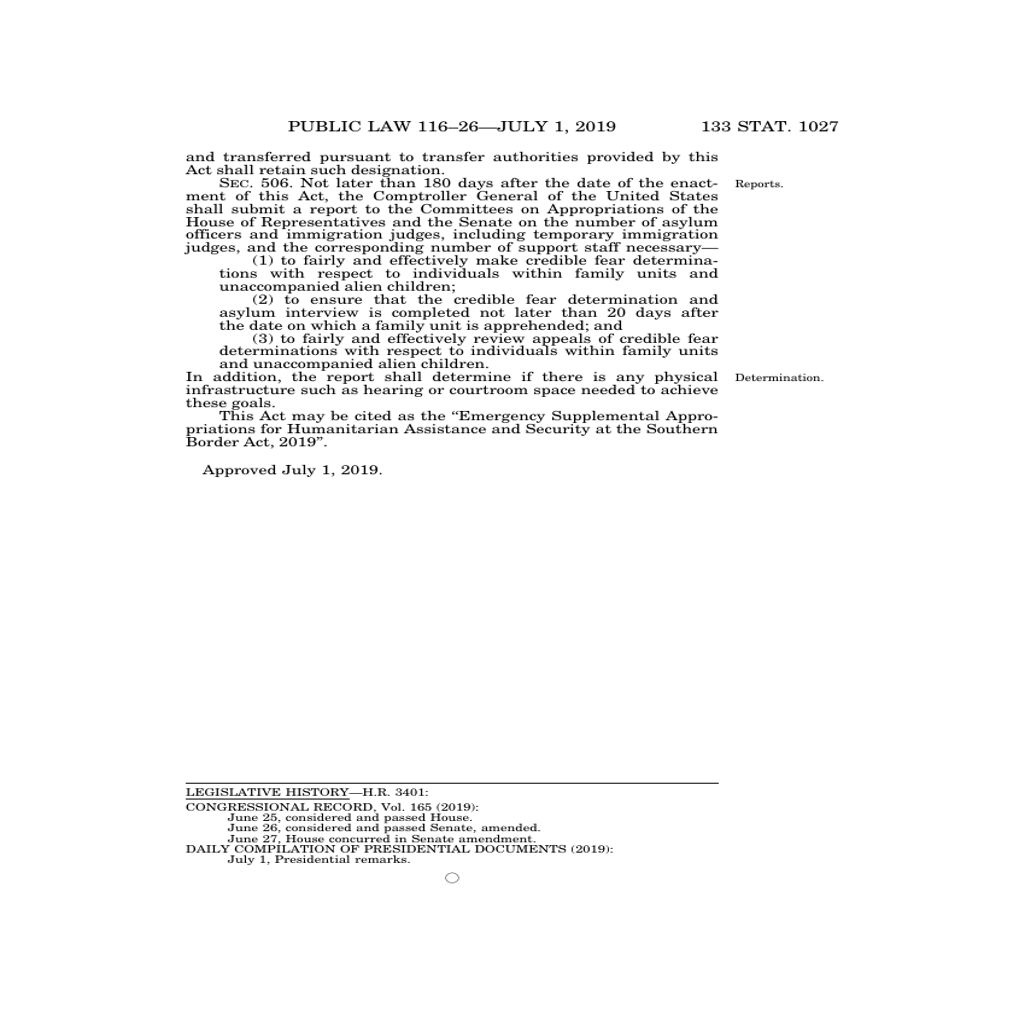 PUBLIC LAW 116–26—JULY 1, 2019 133 STAT. 1027
and transferred pursuant to transfer authorities provided by this
Act shall retain such designation.
SEC. 506. Not later than 180 days after the date of the enact- Reports.
ment of this Act, the Comptroller General of the United States
shall submit a report to the Committees on Appropriations of the
House of Representatives and the Senate on the number of asylum
officers and immigration judges, including temporary immigration
judges, and the corresponding number of support staff necessary—
(1) to fairly and effectively make credible fear determina-
tions with respect to individuals within family units and
unaccompanied alien children;
(2) to ensure that the credible fear determination and
asylum interview is completed not later than 20 days after
the date on which a family unit is apprehended; and
(3) to fairly and effectively review appeals of credible fear
determinations with respect to individuals within family units
and unaccompanied alien children.
In addition, the report shall determine if there is any physical Determination.
infrastructure such as hearing or courtroom space needed to achieve
these goals.
This Act may be cited as the “Emergency Supplemental Appro-
priations for Humanitarian Assistance and Security at the Southern
Border Act, 2019”.
Approved July 1, 2019.
LEGISLATIVE HISTORY—H.R. 3401:
CONGRESSIONAL RECORD, Vol. 165 (2019):
June 25, considered and passed House.
June 26, considered and passed Senate, amended.
June 27, House concurred in Senate amendment.
DAILY COMPILATION OF PRESIDENTIAL DOCUMENTS (2019):
July 1, Presidential remarks.